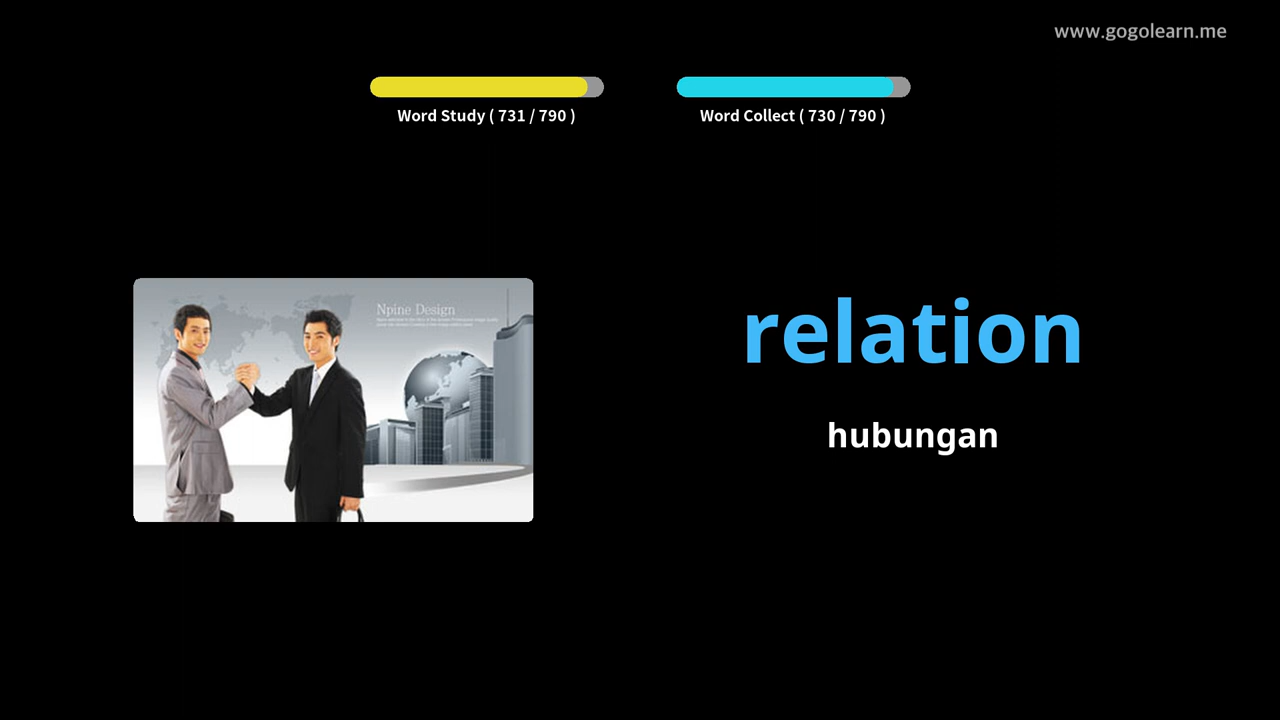 www.gogolearn.me
Word Study ( 731 / 790 )
Word Collect ( 730 / 790 )
Npine Design
relation
hubungan